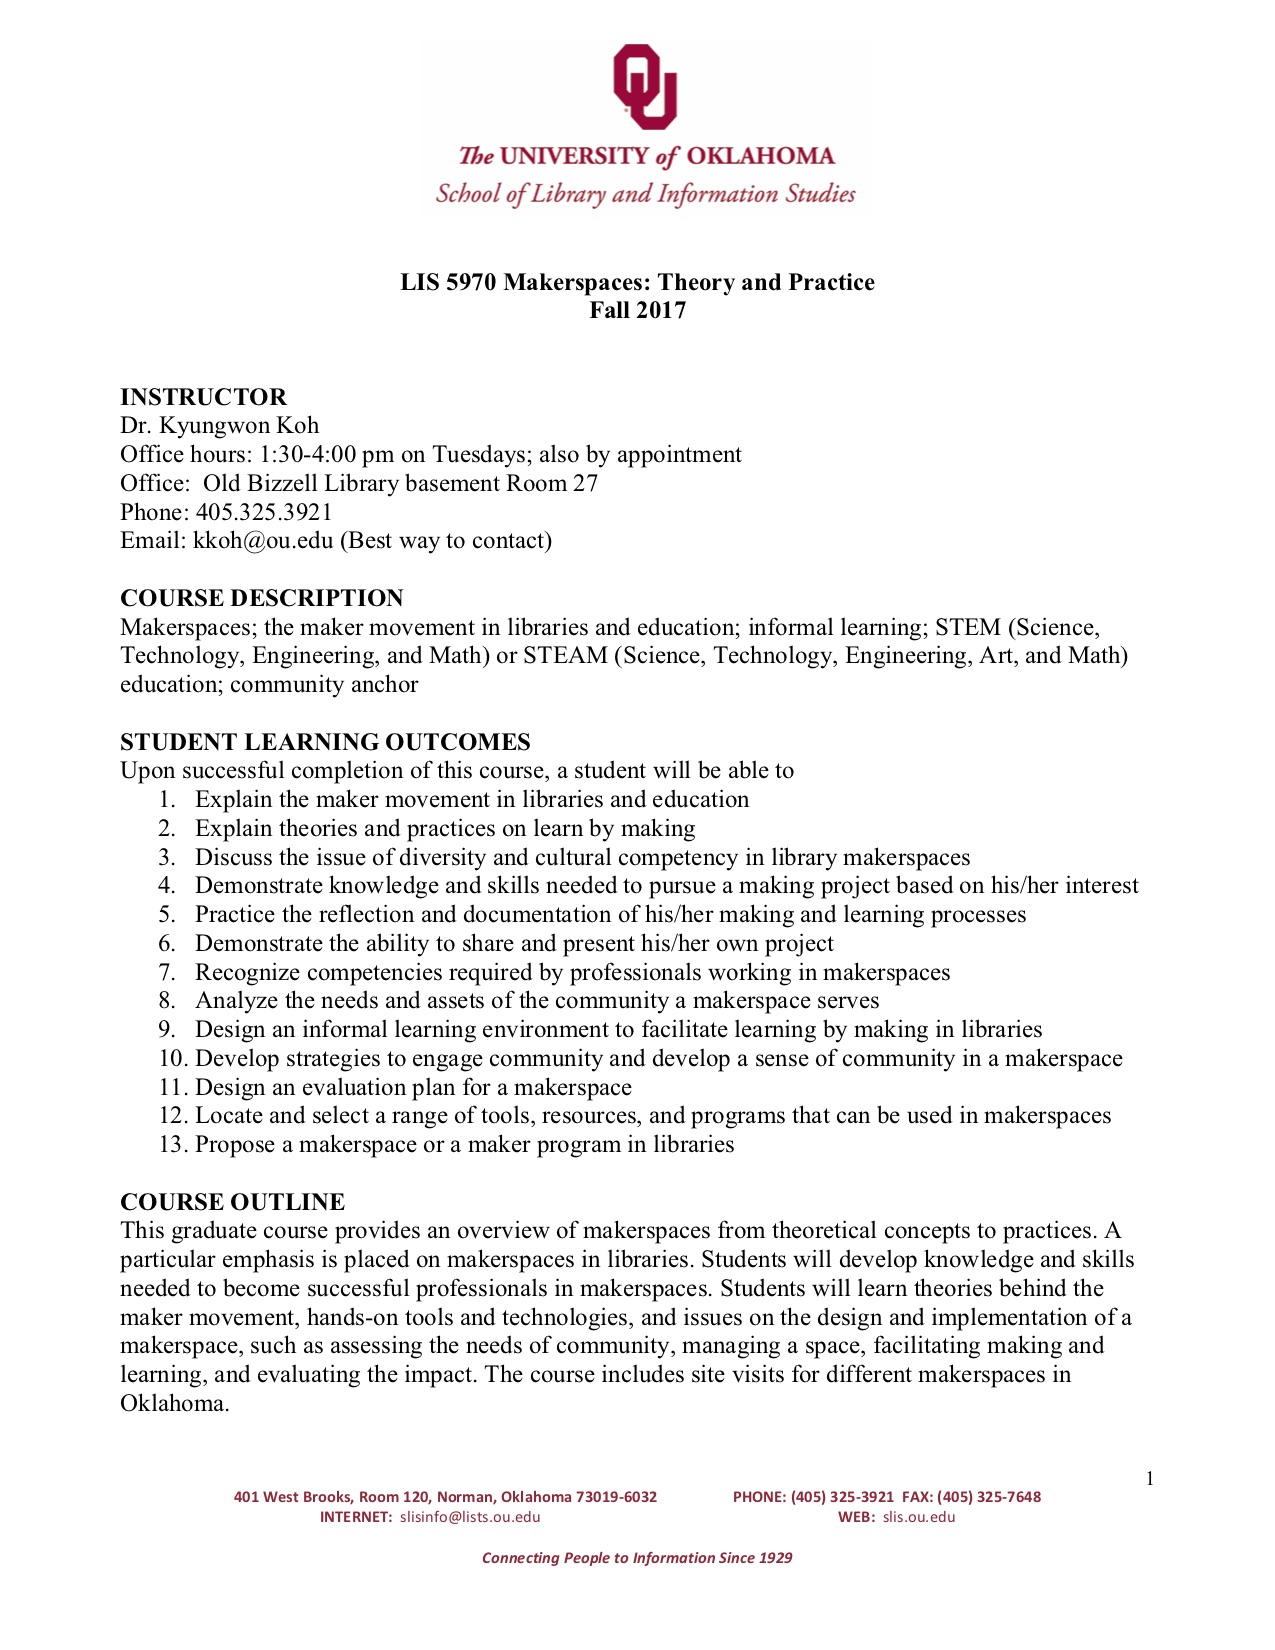 OU
The UNIVERSITY of OKLAHOMA
School of Library and Information Studies
LIS 5970 Makerspaces: Theory and Practice
Fall 2017
INSTRUCTOR
Dr. Kyungwon Koh
Office hours: 1:30-4:00 pm on Tuesdays; also by appointment
Office:  Old Bizzell Library basement Room 27
Phone: 405.325.3921
Email: kkoh@ou.edu (Best way to contact)
COURSE DESCRIPTION
Makerspaces; the maker movement in libraries and education; informal learning; STEM (Science,
Technology, Engineering, and Math) or STEAM (Science, Technology, Engineering, Art, and Math)
education; community anchor
STUDENT LEARNING OUTCOMES
Upon successful completion of this course, a student will be able to
1. Explain the maker movement in libraries and education
2. Explain theories and practices on learn by making
3. Discuss the issue of diversity and cultural competency in library makerspaces
4. Demonstrate knowledge and skills needed to pursue a making project based on his/her interest
5. Practice the reflection and documentation of his/her making and learning processes
6. Demonstrate the ability to share and present his/her own project
7. Recognize competencies required by professionals working in makerspaces
8. Analyze the needs and assets of the community a makerspace serves
9. Design an informal learning environment to facilitate learning by making in libraries
10. Develop strategies to engage community and develop a sense of community in a makerspace
11. Design an evaluation plan for a makerspace
12. Locate and select a range of tools, resources, and programs that can be used in makerspaces
13. Propose a makerspace or a maker program in libraries
COURSE OUTLINE
This graduate course provides an overview of makerspaces from theoretical concepts to practices. A
particular emphasis is placed on makerspaces in libraries. Students will develop knowledge and skills
needed to become successful professionals in makerspaces. Students will learn theories behind the
maker movement, hands-on tools and technologies, and issues on the design and implementation of a
makerspace, such as assessing the needs of community, managing a space, facilitating making and
learning, and evaluating the impact. The course includes site visits for different makerspaces in
Oklahoma.
1
401 West Brooks, Room 120, Norman, Oklahoma 73019-6032 PHONE: (405) 325-3921 FAX: (405) 325-7648
INTERNET: slisinfo@lists.ou.edu WEB: slis.ou.edu
Connecting People to Information Since 1929